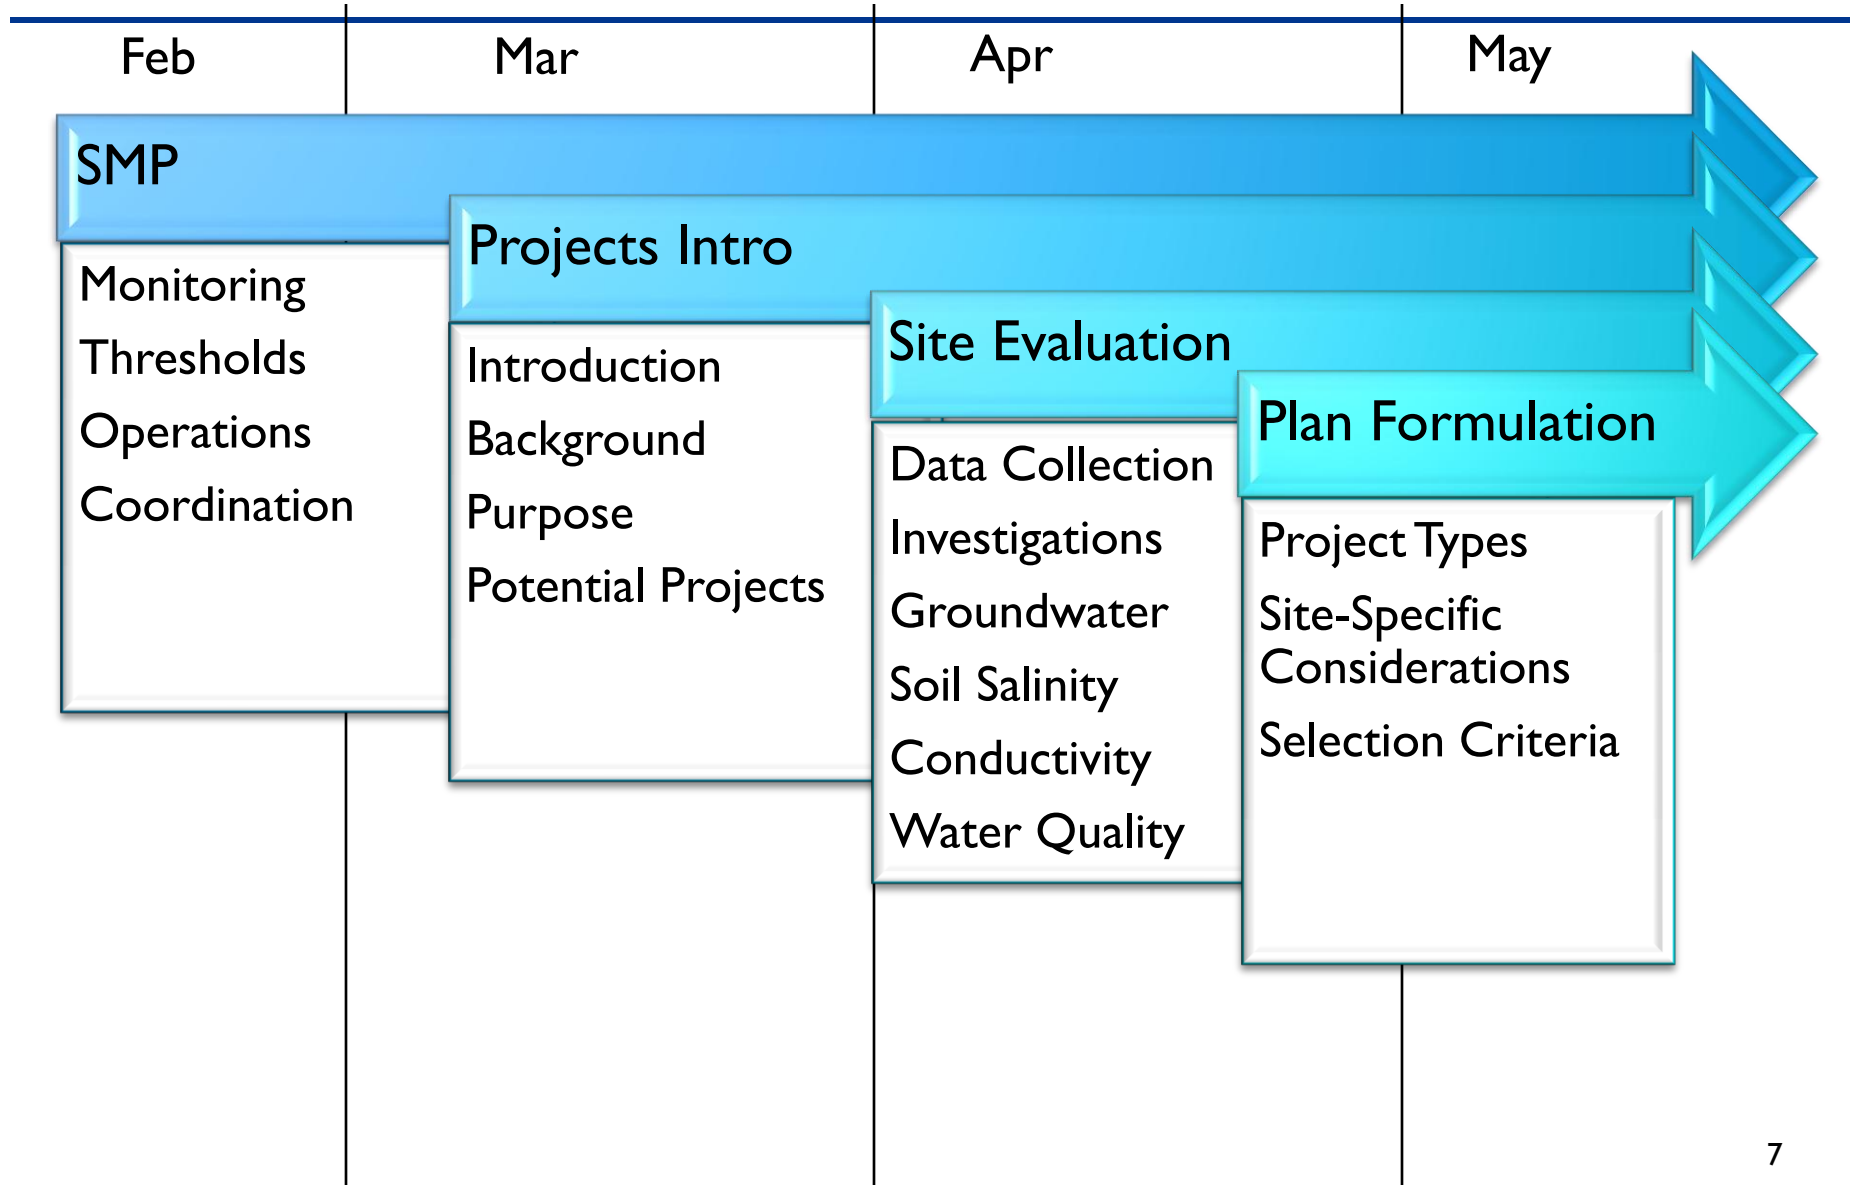 Feb
Mar
Apr
May
SMP
Monitoring
Thresholds
Operations
Coordination
Projects Intro
Introduction
Background
Purpose
Potential Projects
Site Evaluation
Data Collection
Investigations
Groundwater
Soil Salinity
Conductivity
Water Quality
Plan Formulation
Project Types
Site-Specific
Considerations
Selection Criteria
7